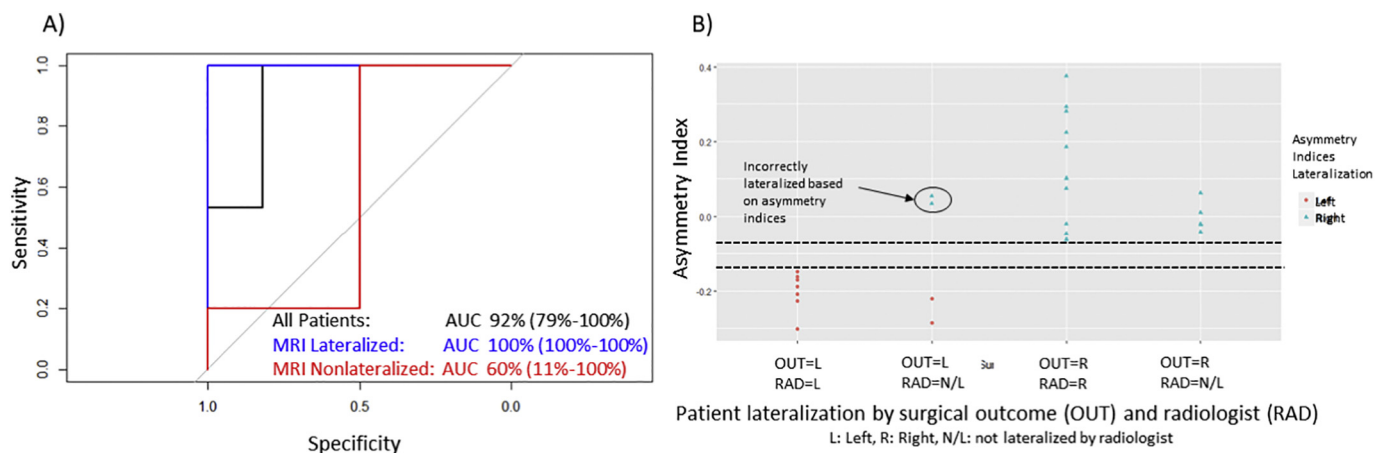 A)
1.0
0.8
0.6
0.4
0.2
0.0
Sensitivity
All Patients: AUC 92% (79%-100%)
MRI Lateralized: AUC 100% (100%-100%)
MRI Nonlateralized: AUC 60% (11%-100%)
1.0
0.5
0.0
Specificity
B)
0.4
0.2
0.0
-0.2
Asymmetry Index
Incorrectly
lateralized based
on asymmetry
indices
Asymmetry
Indices
Lateralization
Left
Right
OUT=L
RAD=L
OUT=L
RAD=N/L
OUT=R
RAD=R
OUT=R
RAD=N/L
Patient lateralization by surgical outcome (OUT) and radiologist (RAD)
L: Left, R: Right, N/L: not lateralized by radiologist